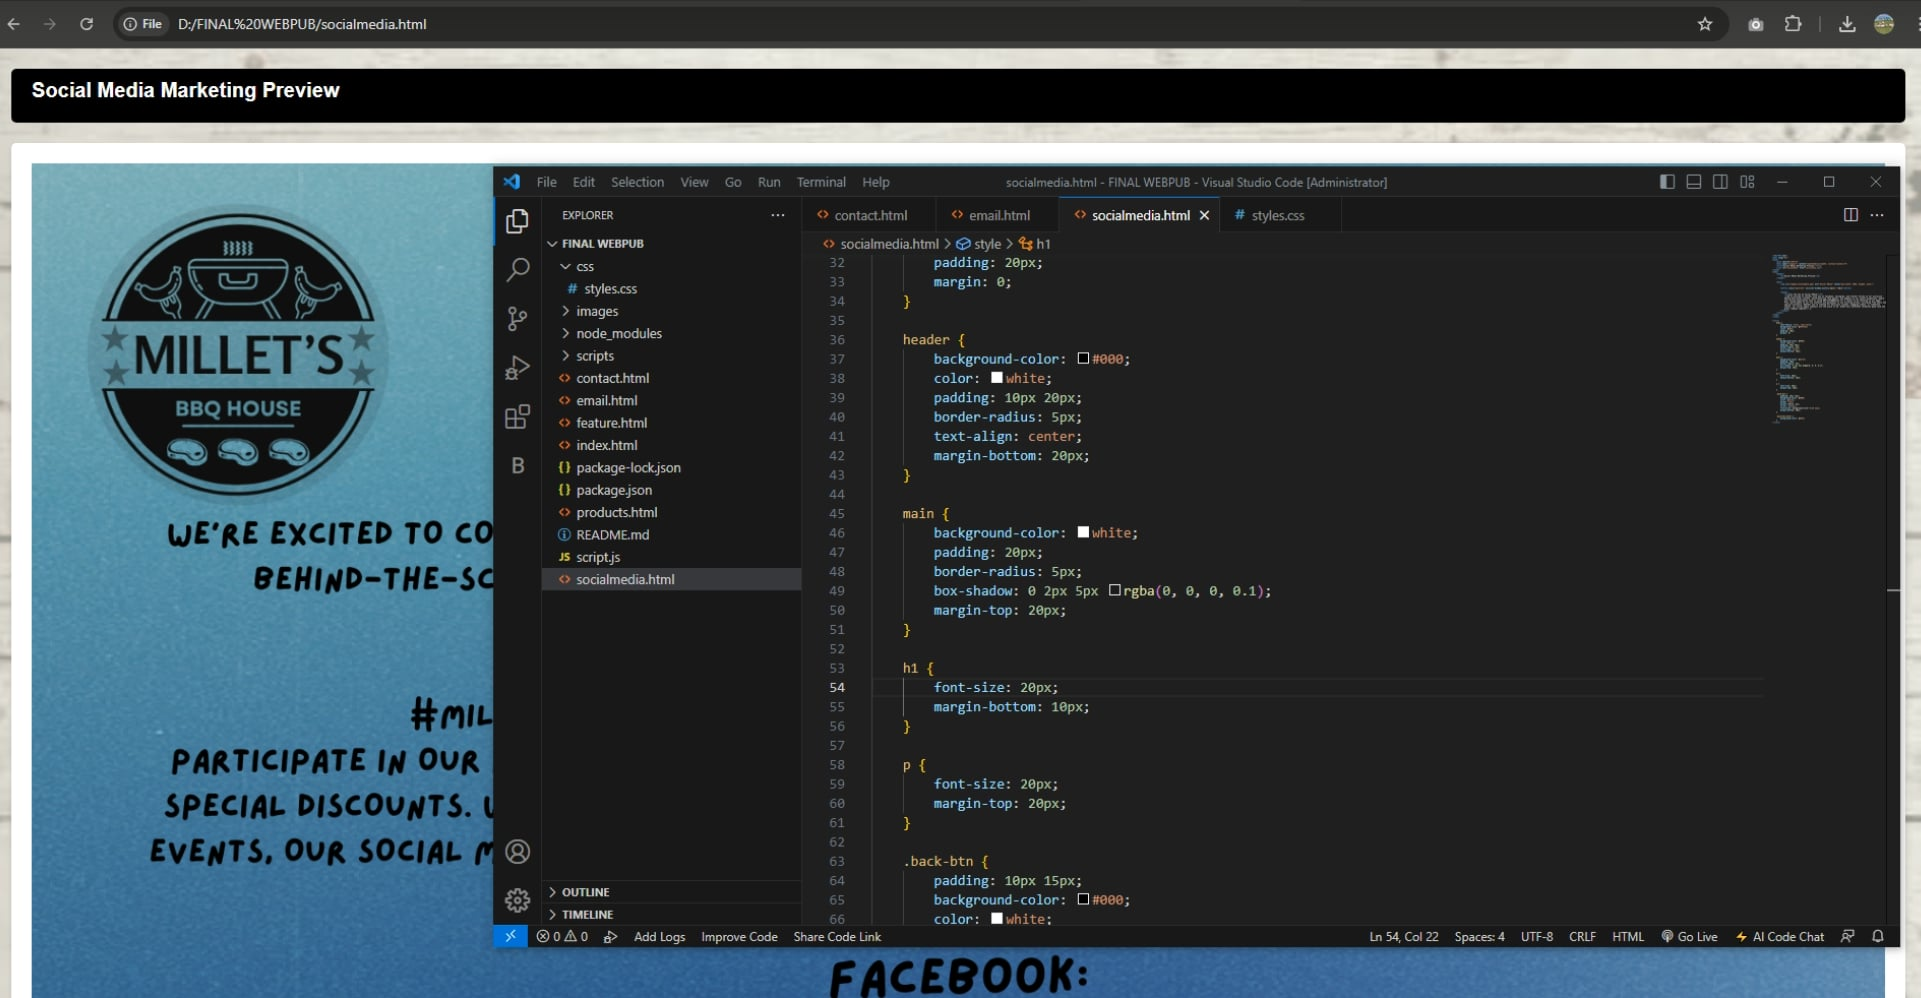 File D:/FINAL%20WEBPUB/socialmedia.html
Social Media Marketing Preview
MILLET'S
BBQ HOUSE
WE'RE EXCITED TO CO
BEHIND-THE-SC
#MIL
PARTICIPATE IN OUR
SPECIAL DISCOUNTS.
EVENTS, OUR SOCIAL M
FACEBOOK:
File Edit Selection View Go Run Terminal Help
socialmedia.html - FINAL WEBPUB - Visual Studio Code [Administrator]
EXPLORER
FINAL WEBPUB
css
# styles.css
images
node_modules
scripts
contact.html
email.html
feature.html
index.html
{} package-lock.json
{} package.json
products.html
README.md
JS script.js
socialmedia.html
OUTLINE
TIMELINE
contact.html email.html socialmedia.html # styles.css
socialmedia.html > style > h1
32 padding: 20px;
33 margin: 0;
34 }
35
36 header {
37 background-color: #000;
38 color: white;
39 padding: 10px 20px;
40 border-radius: 5px;
41 text-align: center;
42 margin-bottom: 20px;
43 }
44
45 main {
46 background-color: white;
47 padding: 20px;
48 border-radius: 5px;
49 box-shadow: 0 2px 5px rgba(0, 0, 0, 0.1);
50 margin-top: 20px;
51 }
52
53 h1 {
54 font-size: 20px;
55 margin-bottom: 10px;
56 }
57
58 p {
59 font-size: 20px;
60 margin-top: 20px;
61 }
62
63 .back-btn {
64 padding: 10px 15px;
65 background-color: #000;
66 color: white;
0 0 Add Logs Improve Code Share Code Link Ln 54, Col 22 Spaces: 4 UTF-8 CRLF HTML Go Live AI Code Chat